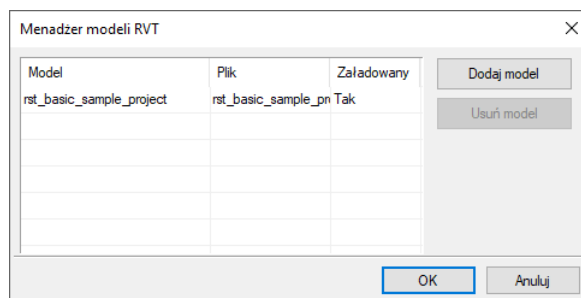 Menadżer modeli RVT
Model Plik Załadowany
rst_basic_sample_project rst_basic_sample_pr Tak
Dodaj model
Usuń model
OK Anuluj